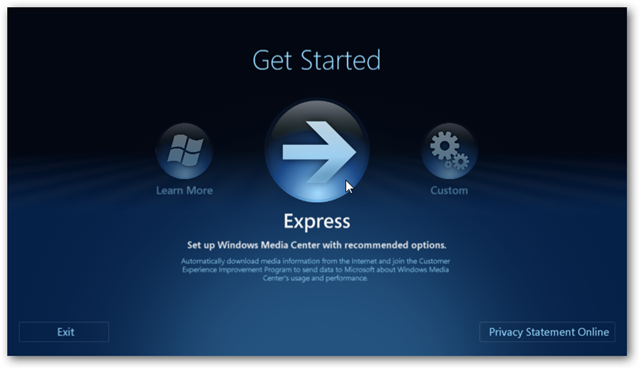 Get Started
Learn More
Custom
Express
Set up Windows Media Center with recommended options.
Automatically download media information from the Internet and join the Customer
Experience Improvement Program to send data to Microsoft about Windows Media
Center's usage and performance.
Exit
Privacy Statement Online